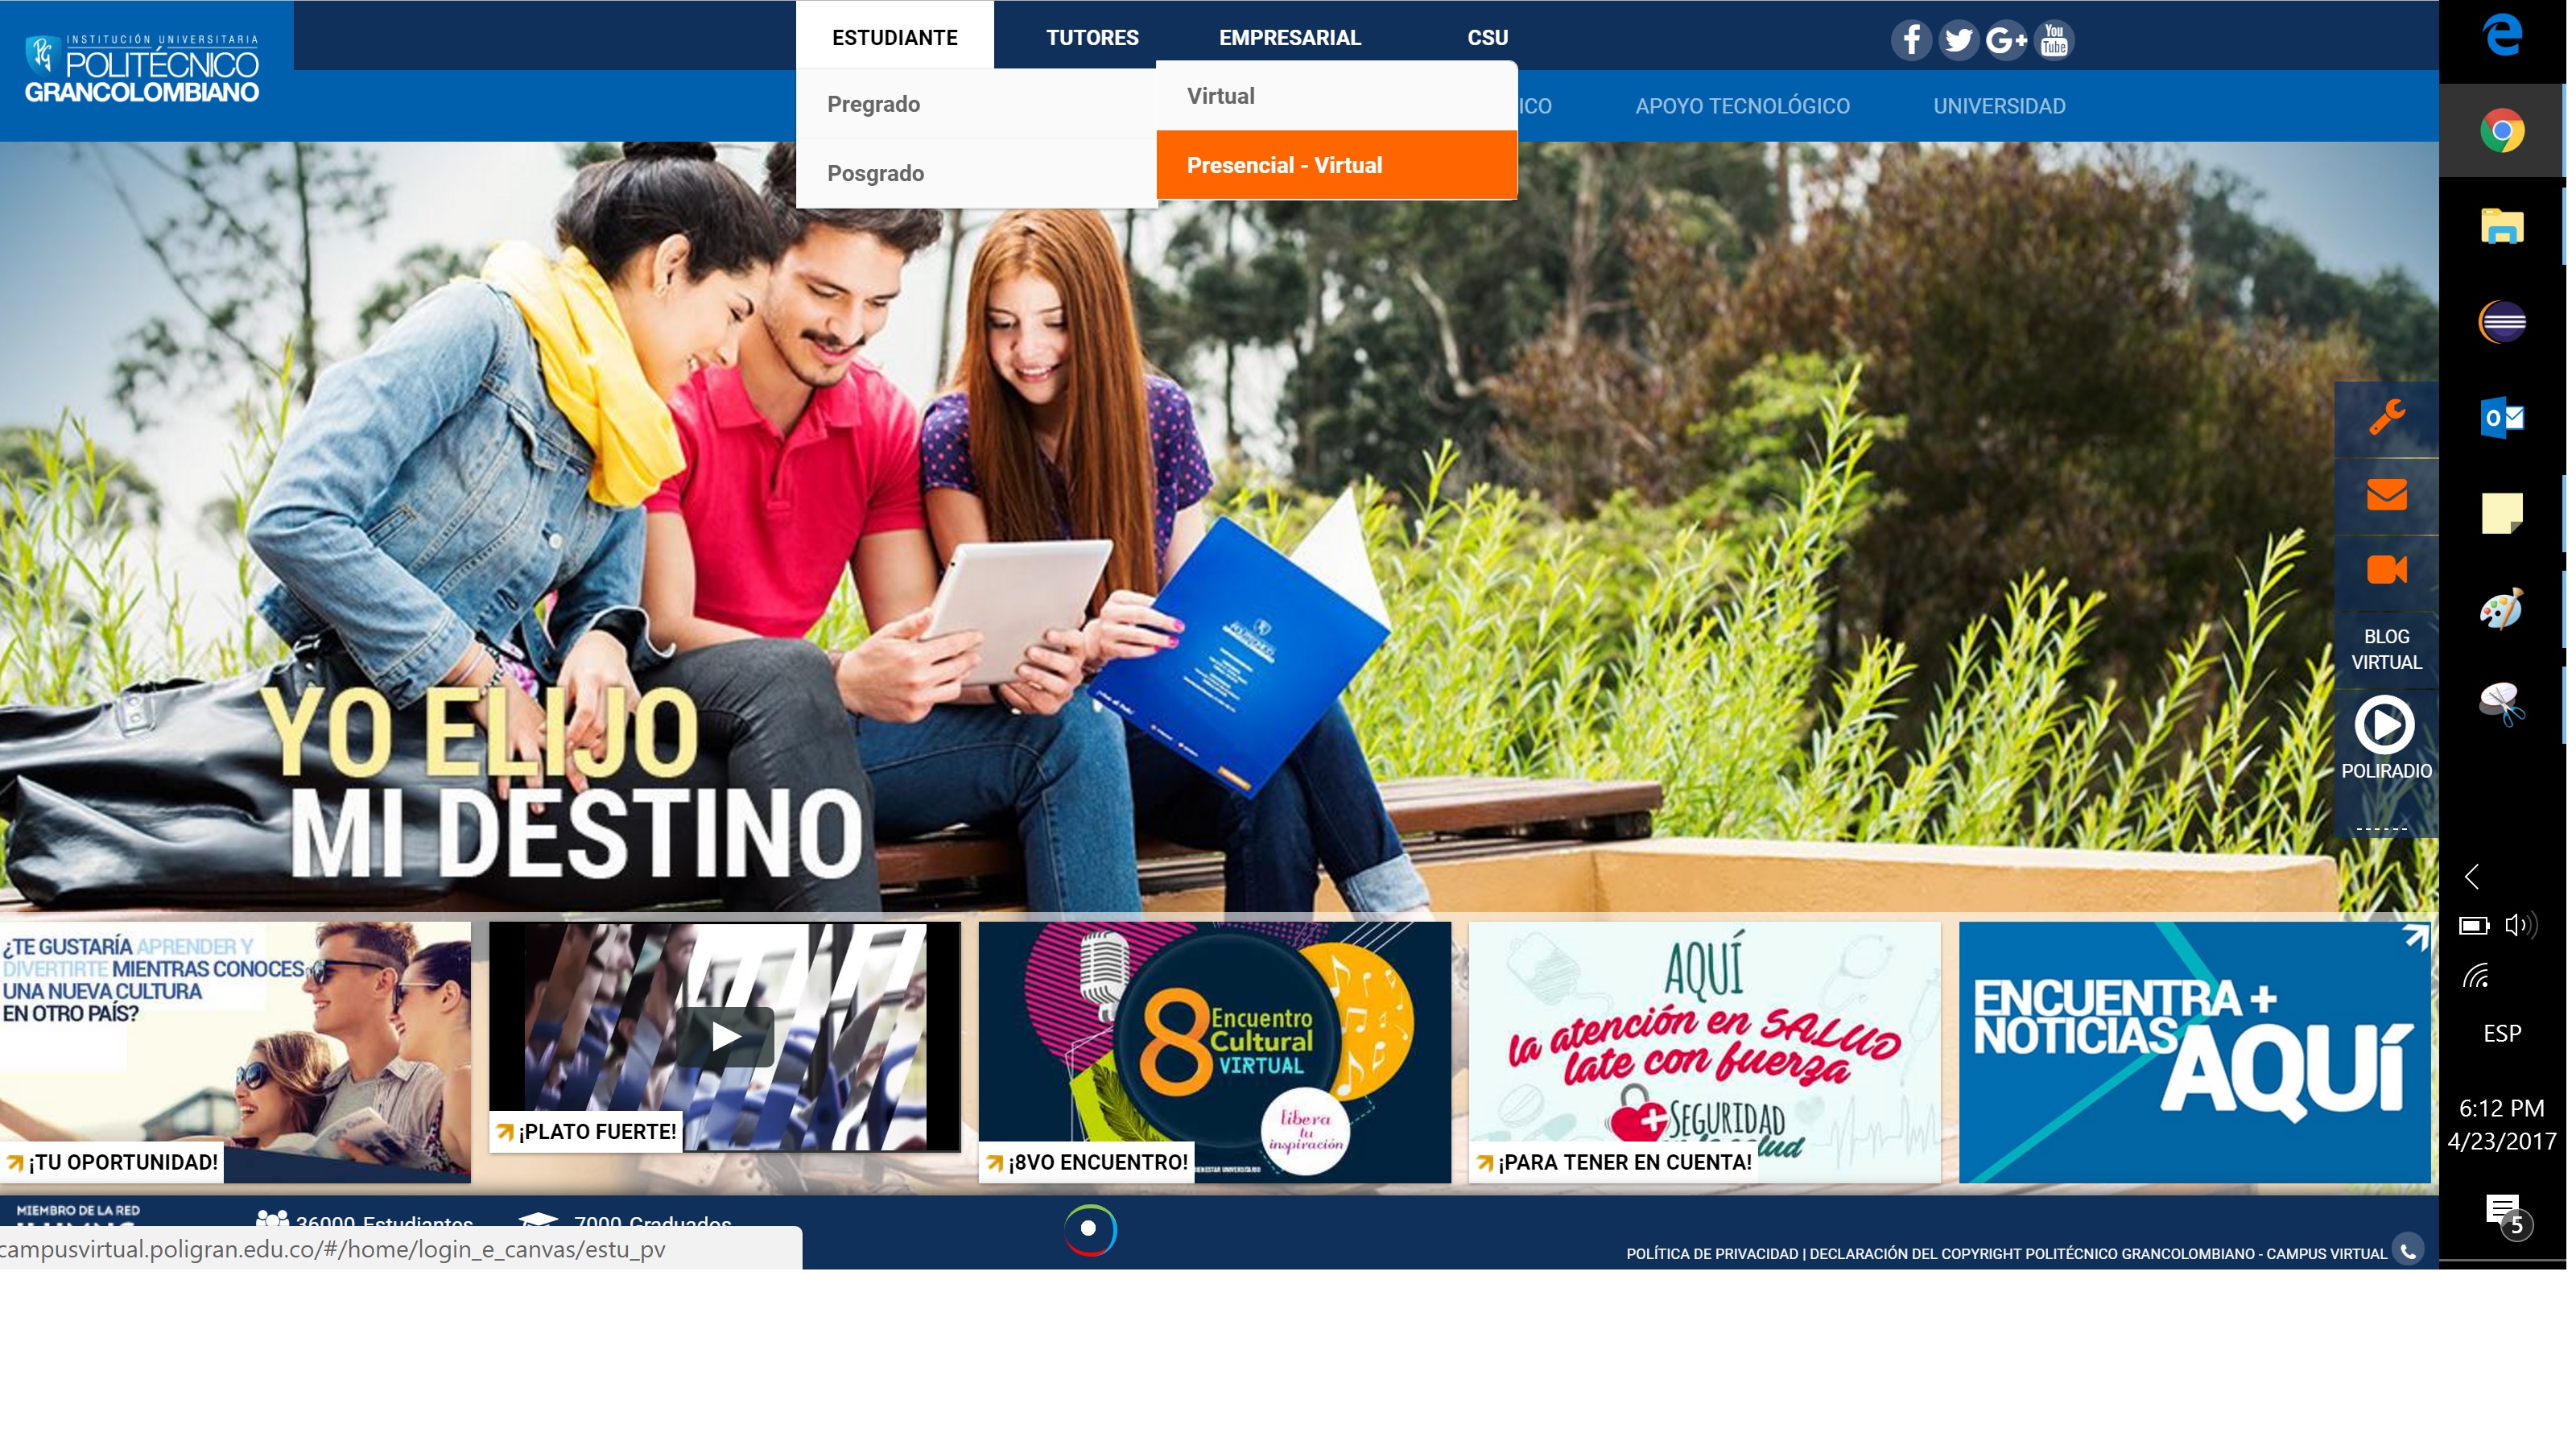 INSTITUCIÓN UNIVERSITARIA
POLITÉCNICO
GRANCOLOMBIANO
ESTUDIANTE
TUTORES
EMPRESARIAL
CSU
You
Tube
Pregrado
Posgrado
Virtual
Presencial - Virtual
ICO
APOYO TECNOLÓGICO
UNIVERSIDAD
BLOG
VIRTUAL
POLIRADIO
YO ELIJO
MI DESTINO
¿TE GUSTARÍA APRENDER Y
DIVERTIRTE MIENTRAS CONOCES
UNA NUEVA CULTURA
EN OTRO PAÍS?
¡TU OPORTUNIDAD!
¡PLATO FUERTE!
8 Encuentro
Cultural
VIRTUAL
libera
tu
inspiración
¡8VO ENCUENTRO!
AQUÍ
la atención en SALUD
late con fuerza
SEGURIDAD
¡PARA TENER EN CUENTA!
ENCUENTRA +
NOTICIAS
AQUÍ
MIEMBRO DE LA RED
36000 Estudiantes
7000 Graduados
campusvirtual.poligran.edu.co/#/home/login_e_canvas/estu_pv
POLÍTICA DE PRIVACIDAD | DECLARACIÓN DEL COPYRIGHT POLITÉCNICO GRANCOLOMBIANO - CAMPUS VIRTUAL
ESP
6:12 PM
4/23/2017
5